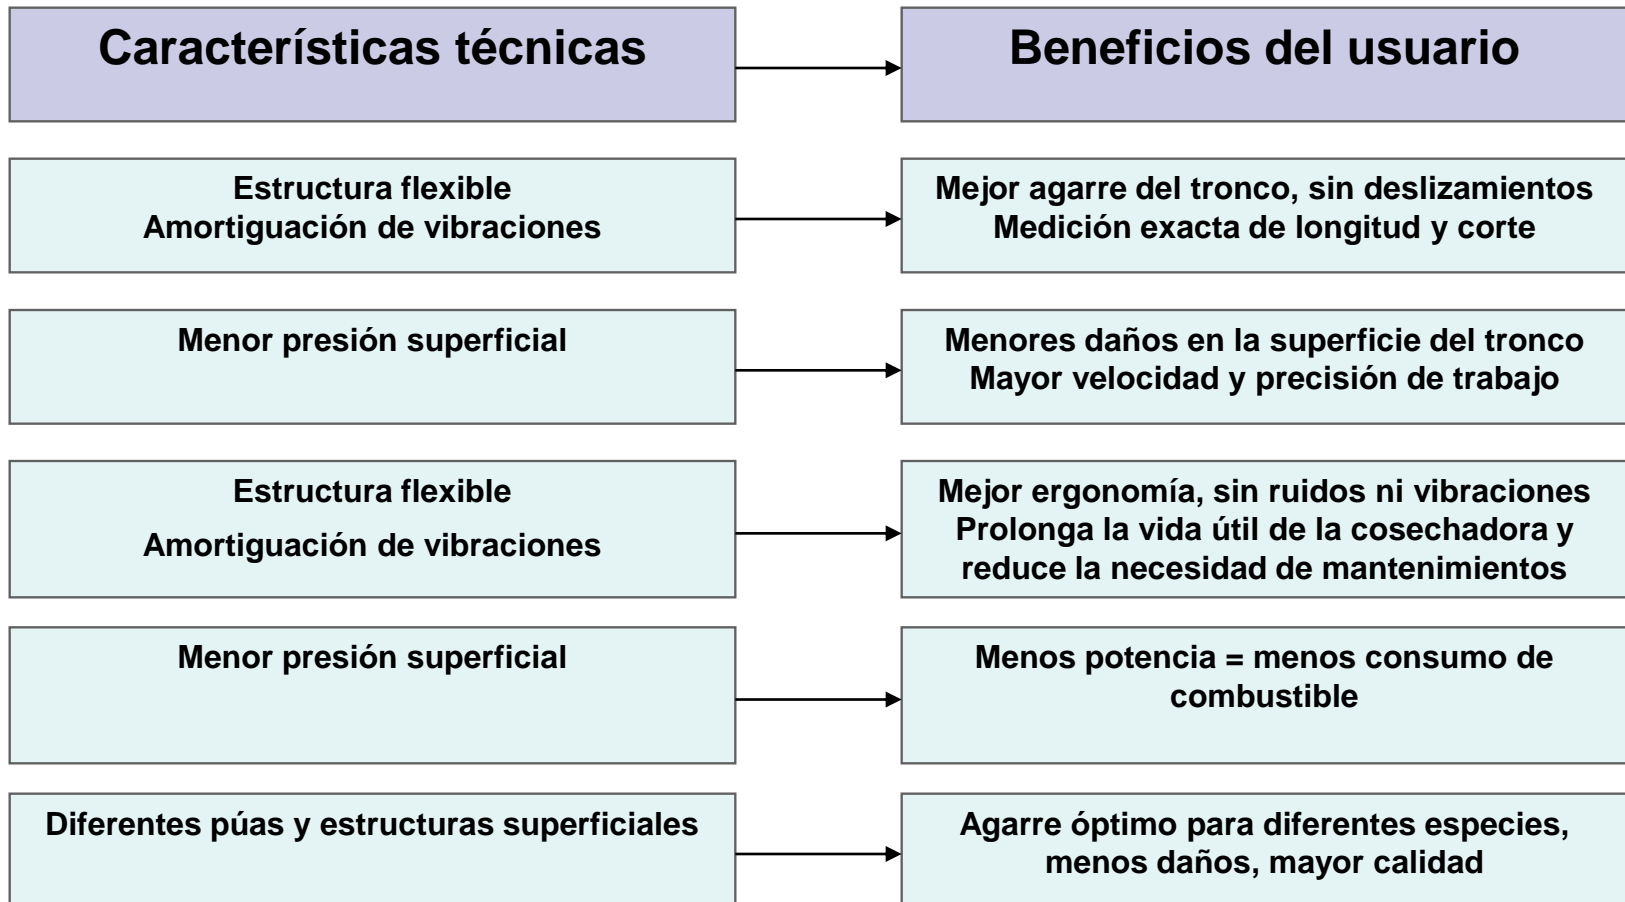 Características técnicas
Beneficios del usuario
Estructura flexible
Amortiguación de vibraciones
Mejor agarre del tronco, sin deslizamientos
Medición exacta de longitud y corte
Menor presión superficial
Menores daños en la superficie del tronco
Mayor velocidad y precisión de trabajo
Estructura flexible
Amortiguación de vibraciones
Mejor ergonomía, sin ruidos ni vibraciones
Prolonga la vida útil de la cosechadora y
reduce la necesidad de mantenimientos
Menor presión superficial
Menos potencia = menos consumo de
combustible
Diferentes púas y estructuras superficiales
Agarre óptimo para diferentes especies,
menos daños, mayor calidad